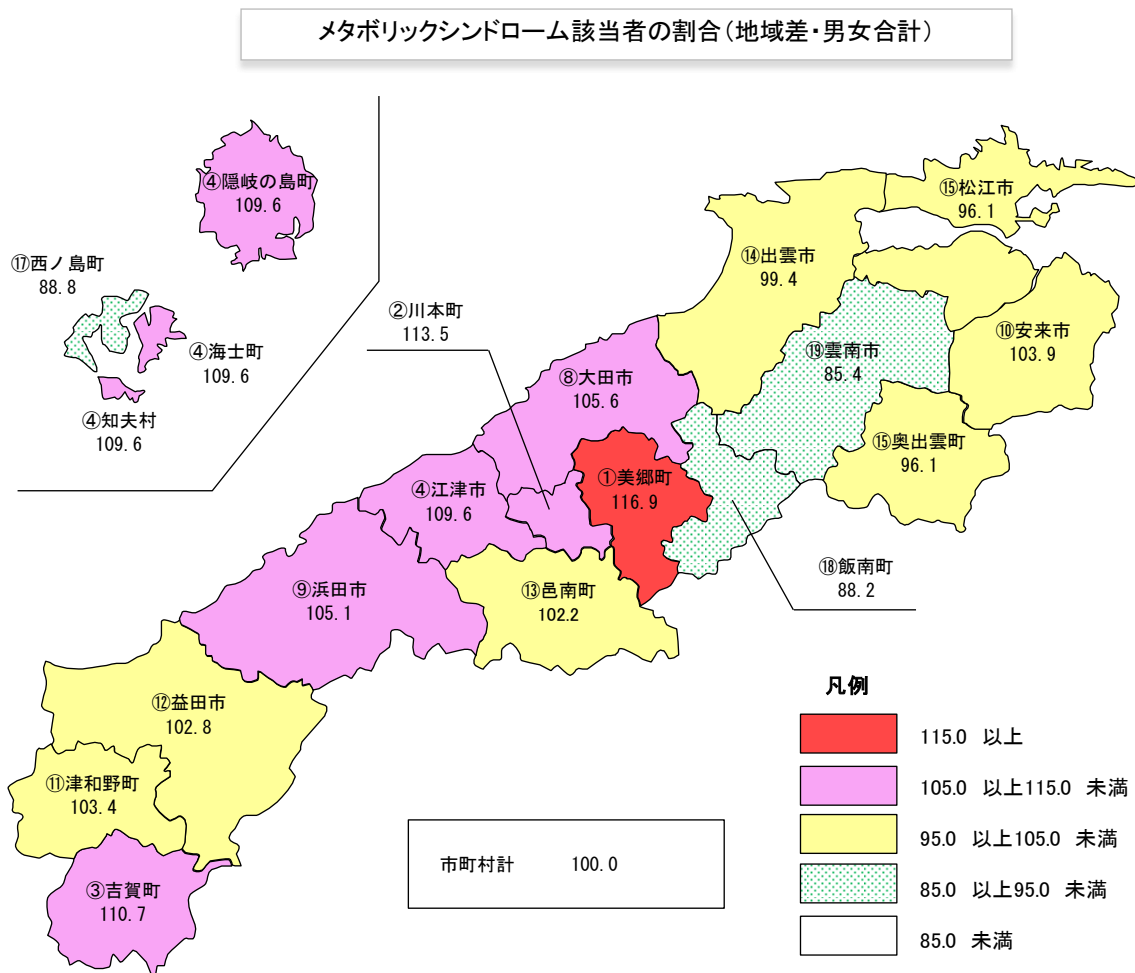 メタボリックシンドローム該当者の割合(地域差・男女合計)
④隠岐の島町
109.6
⑰西ノ島町
88.8
④海士町
109.6
④知夫村
109.6
⑮松江市
96.1
⑭出雲市
99.4
⑩安来市
103.9
⑲雲南市
85.4
⑮奥出雲町
96.1
②川本町
113.5
⑧大田市
105.6
①美郷町
116.9
④江津市
109.6
⑱飯南町
88.2
⑨浜田市
105.1
⑬邑南町
102.2
⑫益田市
102.8
⑪津和野町
103.4
③吉賀町
110.7
市町村計 100.0
凡例
115.0 以上
105.0 以上115.0 未満
95.0 以上105.0 未満
85.0 以上95.0 未満
85.0 未満